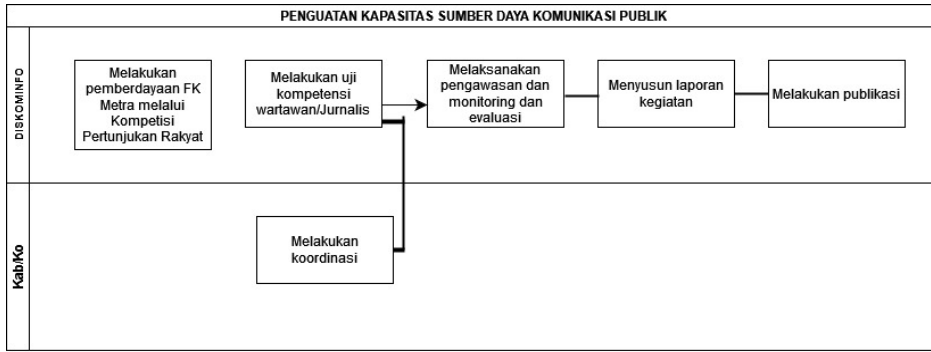 PENGUATAN KAPASITAS SUMBER DAYA KOMUNIKASI PUBLIK
DISKOMINFO
Melakukan
pemberdayaan FK
Metra melalui
Kompetisi
Pertunjukan Rakyat
Melakukan uji
kompetensi
wartawan/Jurnalis
Melaksanakan
pengawasan dan
monitoring dan
evaluasi
Menyusun laporan
kegiatan
Melakukan publikasi
Kab/Ko
Melakukan
koordinasi